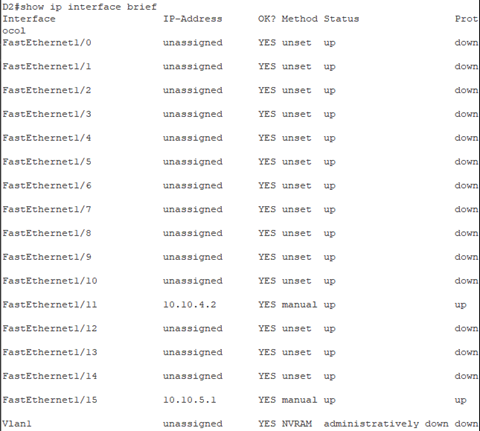 D2#show ip interface brief
Interface IP-Address OK? Method Status Prot
ocol
FastEthernet1/0 unassigned YES unset up down
FastEthernet1/1 unassigned YES unset up down
FastEthernet1/2 unassigned YES unset up down
FastEthernet1/3 unassigned YES unset up down
FastEthernet1/4 unassigned YES unset up down
FastEthernet1/5 unassigned YES unset up down
FastEthernet1/6 unassigned YES unset up down
FastEthernet1/7 unassigned YES unset up down
FastEthernet1/8 unassigned YES unset up down
FastEthernet1/9 unassigned YES unset up down
FastEthernet1/10 unassigned YES unset up down
FastEthernet1/11 10.10.4.2 YES manual up up
FastEthernet1/12 unassigned YES unset up down
FastEthernet1/13 unassigned YES unset up down
FastEthernet1/14 unassigned YES unset up down
FastEthernet1/15 10.10.5.1 YES manual up up
Vlan1 unassigned YES NVRAM administratively down down